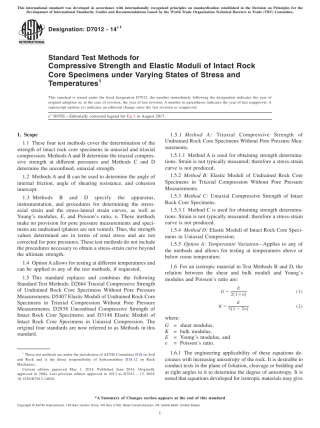 This international standard was developed in accordance with internationally recognized principles on standardization established in the Decision on Principles for the
Development of International Standards, Guides and Recommendations issued by the World Trade Organization Technical Barriers to Trade (TBT) Committee.
Designation: D7012 − 14´¹
Standard Test Methods for
Compressive Strength and Elastic Moduli of Intact Rock
Core Specimens under Varying States of Stress and
Temperatures¹
This standard is issued under the fixed designation D7012; the number immediately following the designation indicates the year of
original adoption or, in the case of revision, the year of last revision. A number in parentheses indicates the year of last reapproval. A
superscript epsilon (´) indicates an editorial change since the last revision or reapproval.
´¹ NOTE—Editorially corrected legend for Eq 3 in August 2017.
1. Scope
1.1 These four test methods cover the determination of the
strength of intact rock core specimens in uniaxial and triaxial
compression. Methods A and B determine the triaxial compres-
sive strength at different pressures and Methods C and D
determine the unconfined, uniaxial strength.
1.2 Methods A and B can be used to determine the angle of
internal friction, angle of shearing resistance, and cohesion
intercept.
1.3 Methods B and D specify the apparatus,
instrumentation, and procedures for determining the stress-
axial strain and the stress-lateral strain curves, as well as
Young's modulus, E, and Poisson's ratio, υ. These methods
make no provision for pore pressure measurements and speci-
mens are undrained (platens are not vented). Thus, the strength
values determined are in terms of total stress and are not
corrected for pore pressures. These test methods do not include
the procedures necessary to obtain a stress-strain curve beyond
the ultimate strength.
1.4 Option A allows for testing at different temperatures and
can be applied to any of the test methods, if requested.
1.5 This standard replaces and combines the following
Standard Test Methods: D2664 Triaxial Compressive Strength
of Undrained Rock Core Specimens Without Pore Pressure
Measurements; D5407 Elastic Moduli of Undrained Rock Core
Specimens in Triaxial Compression Without Pore Pressure
Measurements; D2938 Unconfined Compressive Strength of
Intact Rock Core Specimens; and D3148 Elastic Moduli of
Intact Rock Core Specimens in Uniaxial Compression. The
original four standards are now referred to as Methods in this
standard.
¹ These test methods are under the jurisdiction of ASTM Committee D18 on Soil
and Rock and is the direct responsibility of Subcommittee D18.12 on Rock
Mechanics.
Current edition approved May 1, 2014. Published June 2014. Originally
approved in 2004. Last previous edition approved in 2013 as D7012 – 13. DOI:
10.1520/D7012-14E01.
1.5.1 Method A: Triaxial Compressive Strength of
Undrained Rock Core Specimens Without Pore Pressure Mea-
surements.
1.5.1.1 Method A is used for obtaining strength determina-
tions. Strain is not typically measured; therefore a stress-strain
curve is not produced.
1.5.2 Method B: Elastic Moduli of Undrained Rock Core
Specimens in Triaxial Compression Without Pore Pressure
Measurements.
1.5.3 Method C: Uniaxial Compressive Strength of Intact
Rock Core Specimens.
1.5.3.1 Method C is used for obtaining strength determina-
tions. Strain is not typically measured; therefore a stress-strain
curve is not produced.
1.5.4 Method D: Elastic Moduli of Intact Rock Core Speci-
mens in Uniaxial Compression.
1.5.5 Option A: Temperature Variation—Applies to any of
the methods and allows for testing at temperatures above or
below room temperature.
1.6 For an isotropic material in Test Methods B and D, the
relation between the shear and bulk moduli and Young's
modulus and Poisson's ratio are:
G = E / 2(1+υ) (1)
K = E / 3(1 − 2υ) (2)
where:
G = shear modulus,
K = bulk modulus,
E = Young's modulus, and
υ = Poisson's ratio.
1.6.1 The engineering applicability of these equations de-
creases with increasing anisotropy of the rock. It is desirable to
conduct tests in the plane of foliation, cleavage or bedding and
at right angles to it to determine the degree of anisotropy. It is
noted that equations developed for isotropic materials may give
*A Summary of Changes section appears at the end of this standard
Copyright © ASTM International, 100 Barr Harbor Drive, PO Box C700, West Conshohocken, PA 19428-2959. United States
1